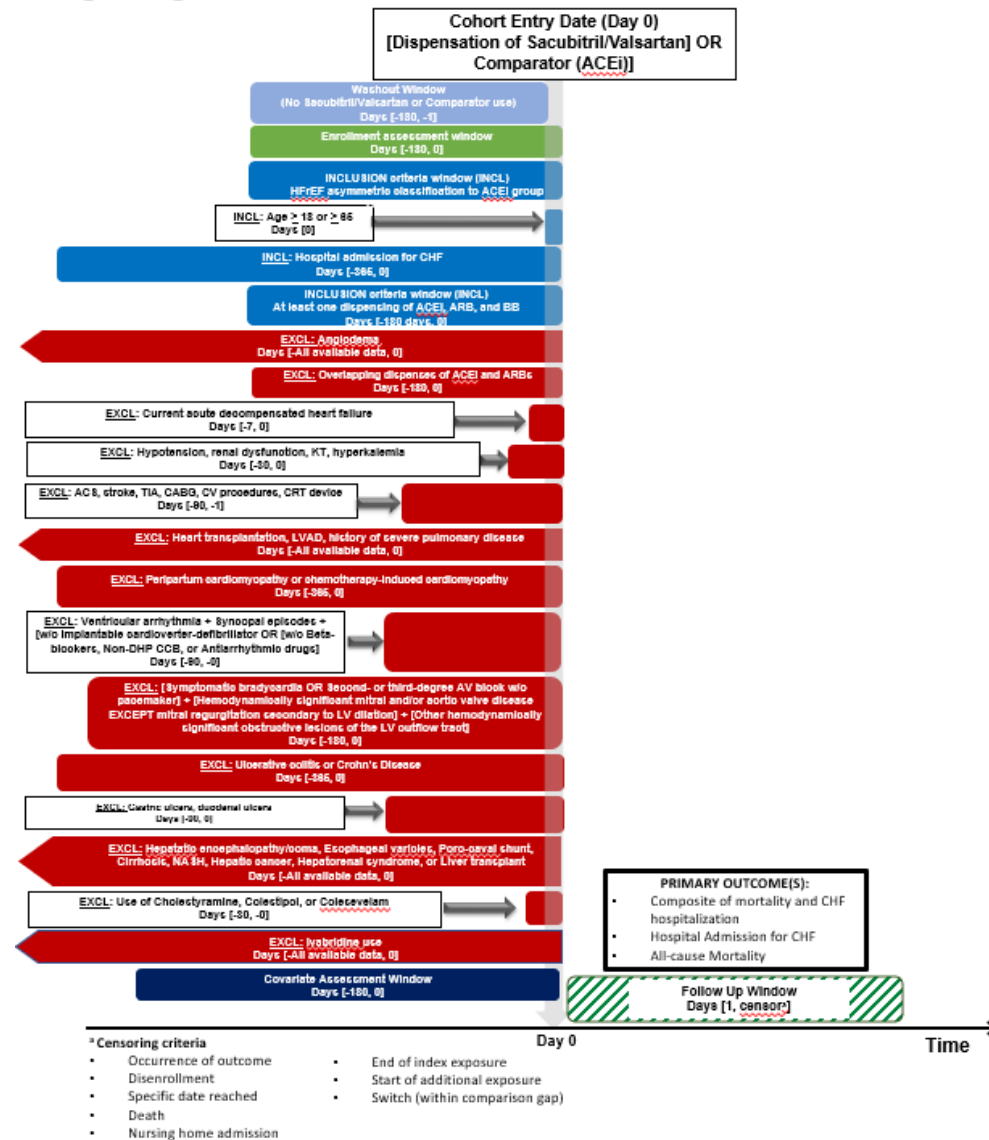 Cohort Entry Date (Day 0)
[Dispensation of Sacubitril/Valsartan] OR
Comparator (ACEi)]
Washout Window
(No Sacubitril/Valsartan or Comparator use)
Days [-180, -1]
Enrollment assessment window
Days [-180, 0]
INCLUSION criteria window (INCL)
HFrEF asymmetric classification to ACEI group
INCL: Age ≥ 18 or ≥ 65
Days [0]
INCL: Hospital admission for CHF
Days [-365, 0]
INCLUSION criteria window (INCL)
At least one dispensing of ACEI, ARB, and BB
Days [-180 days, 0]
EXCL: Angiodema
Days [-All available data, 0]
EXCL: Overlapping dispenses of ACEI and ARBs
Days [-180, 0]
EXCL: Current acute decompensated heart failure
Days [-7, 0]
EXCL: Hypotension, renal dysfunction, KT, hyperkalemia
Days [-30, 0]
EXCL: ACS, stroke, TIA, CABG, CV procedures, CRT device
Days [-90, -1]
EXCL: Heart transplantation, LVAD, history of severe pulmonary disease
Days [-All available data, 0]
EXCL: Peripartum cardiomyopathy or chemotherapy-induced cardiomyopathy
Days [-365, 0]
EXCL: Ventricular arrhythmia + Syncopal episodes +
[w/o implantable cardioverter-defibrillator OR [w/o Beta-
blockers, Non-DHP CCB, or Antiarrhythmic drugs]
Days [-90, -0]
EXCL: [Symptomatic bradycardia OR Second- or third-degree AV block w/o
pacemaker] + [Hemodynamically significant mitral and/or aortic valve disease
EXCEPT mitral regurgitation secondary to LV dilation] + [Other hemodynamically
significant obstructive lesions of the LV outflow tract]
Days [-180, 0]
EXCL: Ulcerative colitis or Crohn's Disease
Days [-365, 0]
EXCL: Gastric ulcers, duodenal ulcers
Days [-90, 0]
EXCL: Hepatatio encephalopathy/coma, Esophageal varices, Poro-caval shunt,
Cirrhosis, NASH, Hepatic cancer, Hepatorenal syndrome, or Liver transplant
Days [-All available data, 0]
EXCL: Use of Cholestyramine, Colestipol, or Colesevelam
Days [-30, -0]
EXCL: Ivabridine use
Days [-All available data, 0]
PRIMARY OUTCOME(S):
• Composite of mortality and CHF
hospitalization
• Hospital Admission for CHF
• All-cause Mortality
Covariate Assessment Window
Days [-180, 0]
Follow Up Window
Days [1, censorᵃ]
Day 0
Time
ᵃ Censoring criteria
• Occurrence of outcome
• Disenrollment
• Specific date reached
• Death
• Nursing home admission
• End of index exposure
• Start of additional exposure
• Switch (within comparison gap)